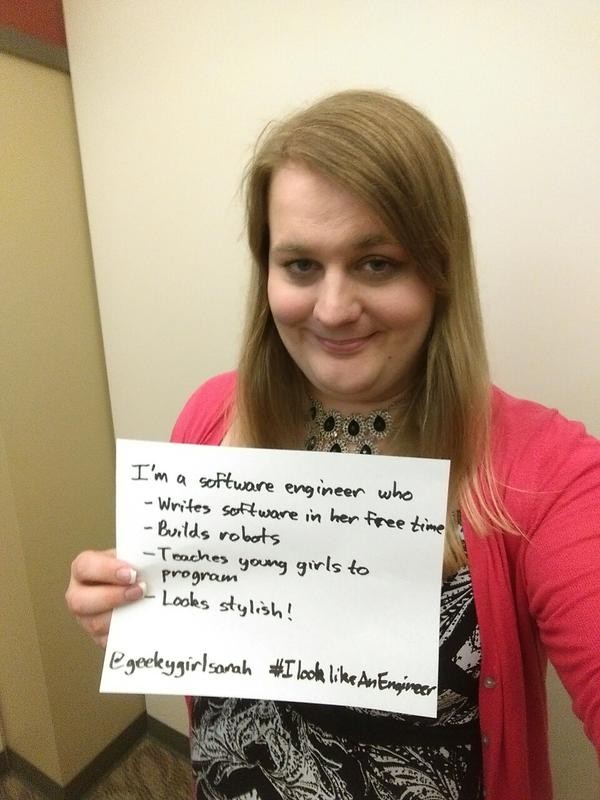 I'm a software engineer who
- Writes software in her free time
- Builds robots
- Teaches young girls to
program
- Looks stylish!
@geekygirlsarah #IlookLikeAnEngineer